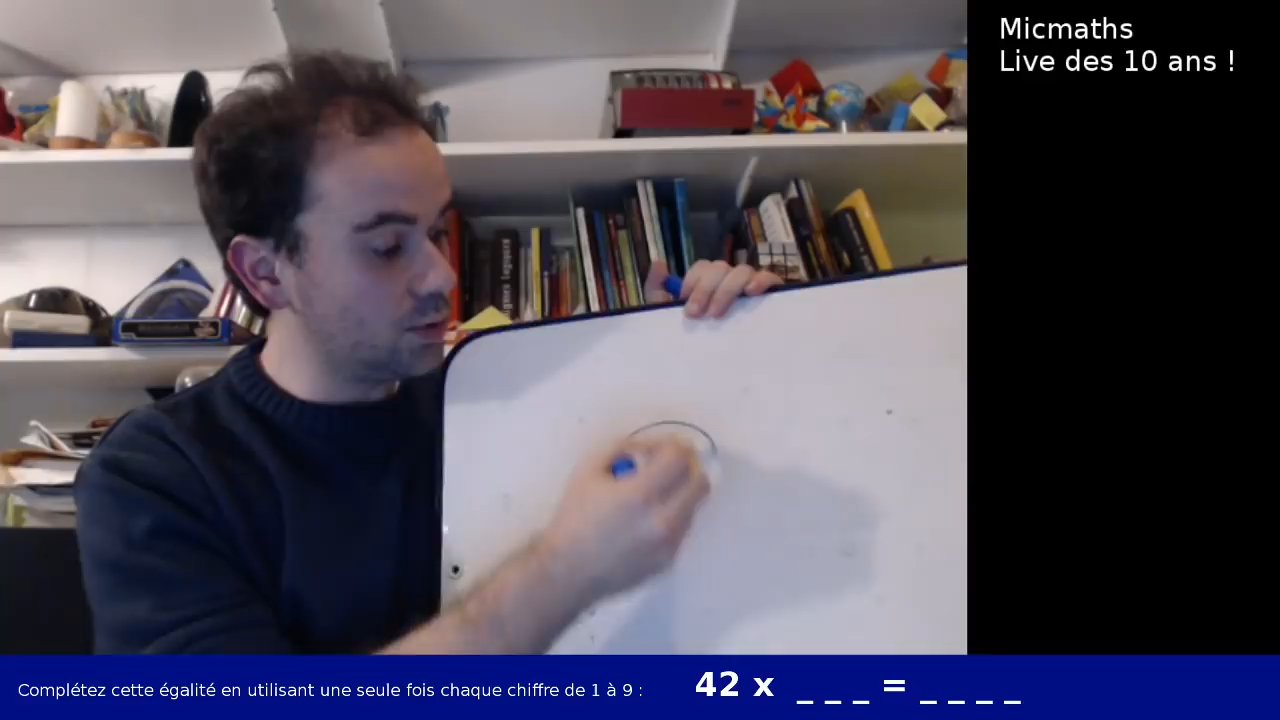 Micmaths
Live des 10 ans !
Complétez cette égalité en utilisant une seule fois chaque chiffre de 1 à 9 : 42 x _ _ _ = _ _ _ _